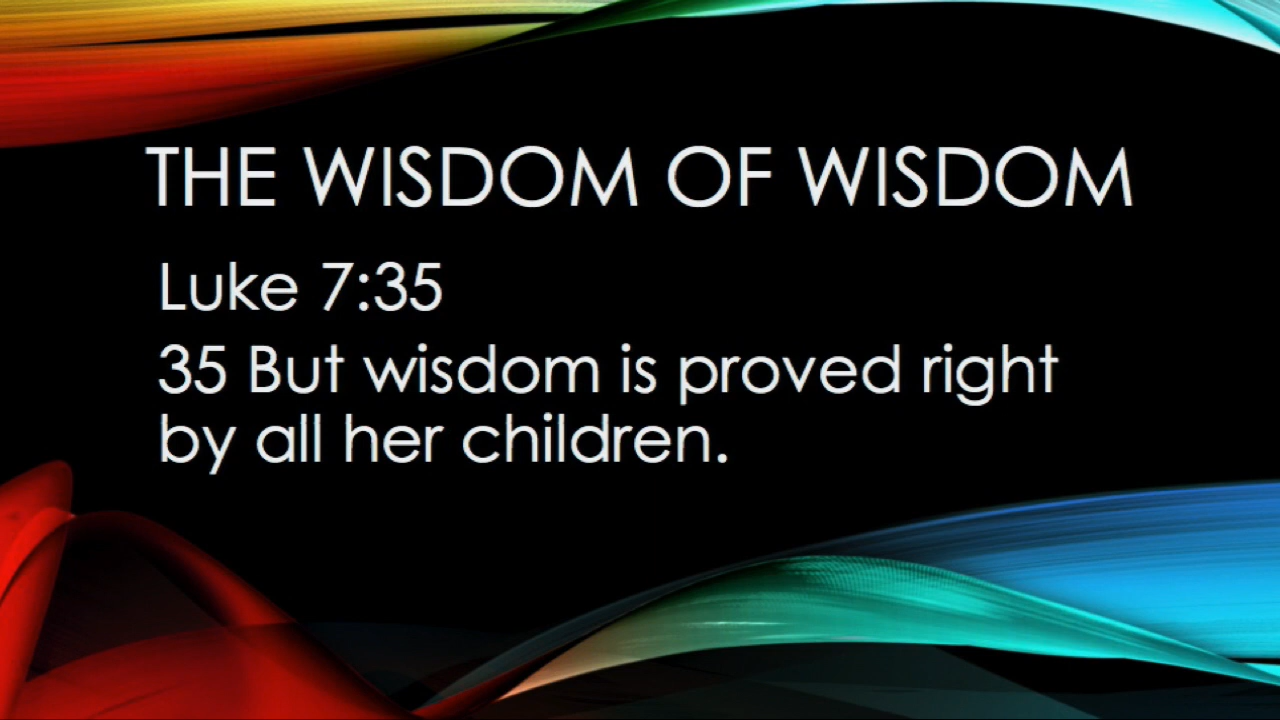 THE WISDOM OF WISDOM
Luke 7:35
35 But wisdom is proved right
by all her children.